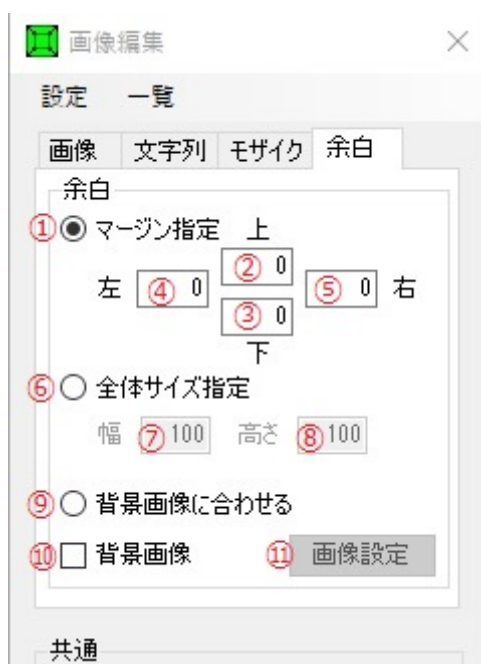 画像編集
設定 一覧
画像 文字列 モザイク 余白
余白
① マージン指定 上
左 ④ 0 ② 0 ⑤ 0 右
③ 0
下
⑥ 全体サイズ指定
幅 ⑦ 100 高さ ⑧ 100
⑨ 背景画像に合わせる
⑩ 背景画像 ⑪ 画像設定
共通